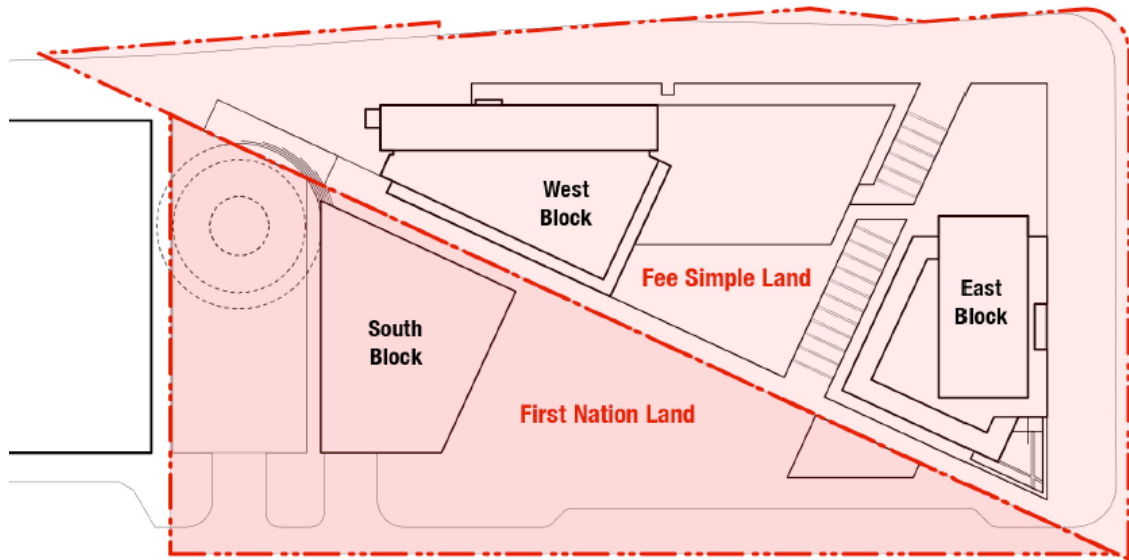 West
Block
Fee Simple Land
East
Block
South
Block
First Nation Land